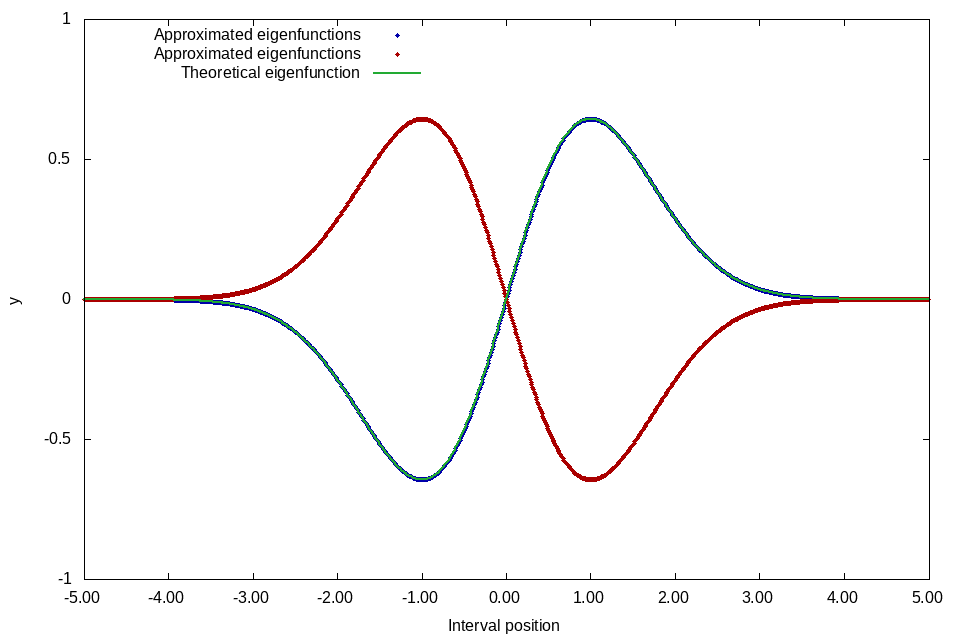 Approximated eigenfunctions
Approximated eigenfunctions
Theoretical eigenfunction
1
0.5
0
-0.5
-1
y
-5.00 -4.00 -3.00 -2.00 -1.00 0.00 1.00 2.00 3.00 4.00 5.00
Interval position